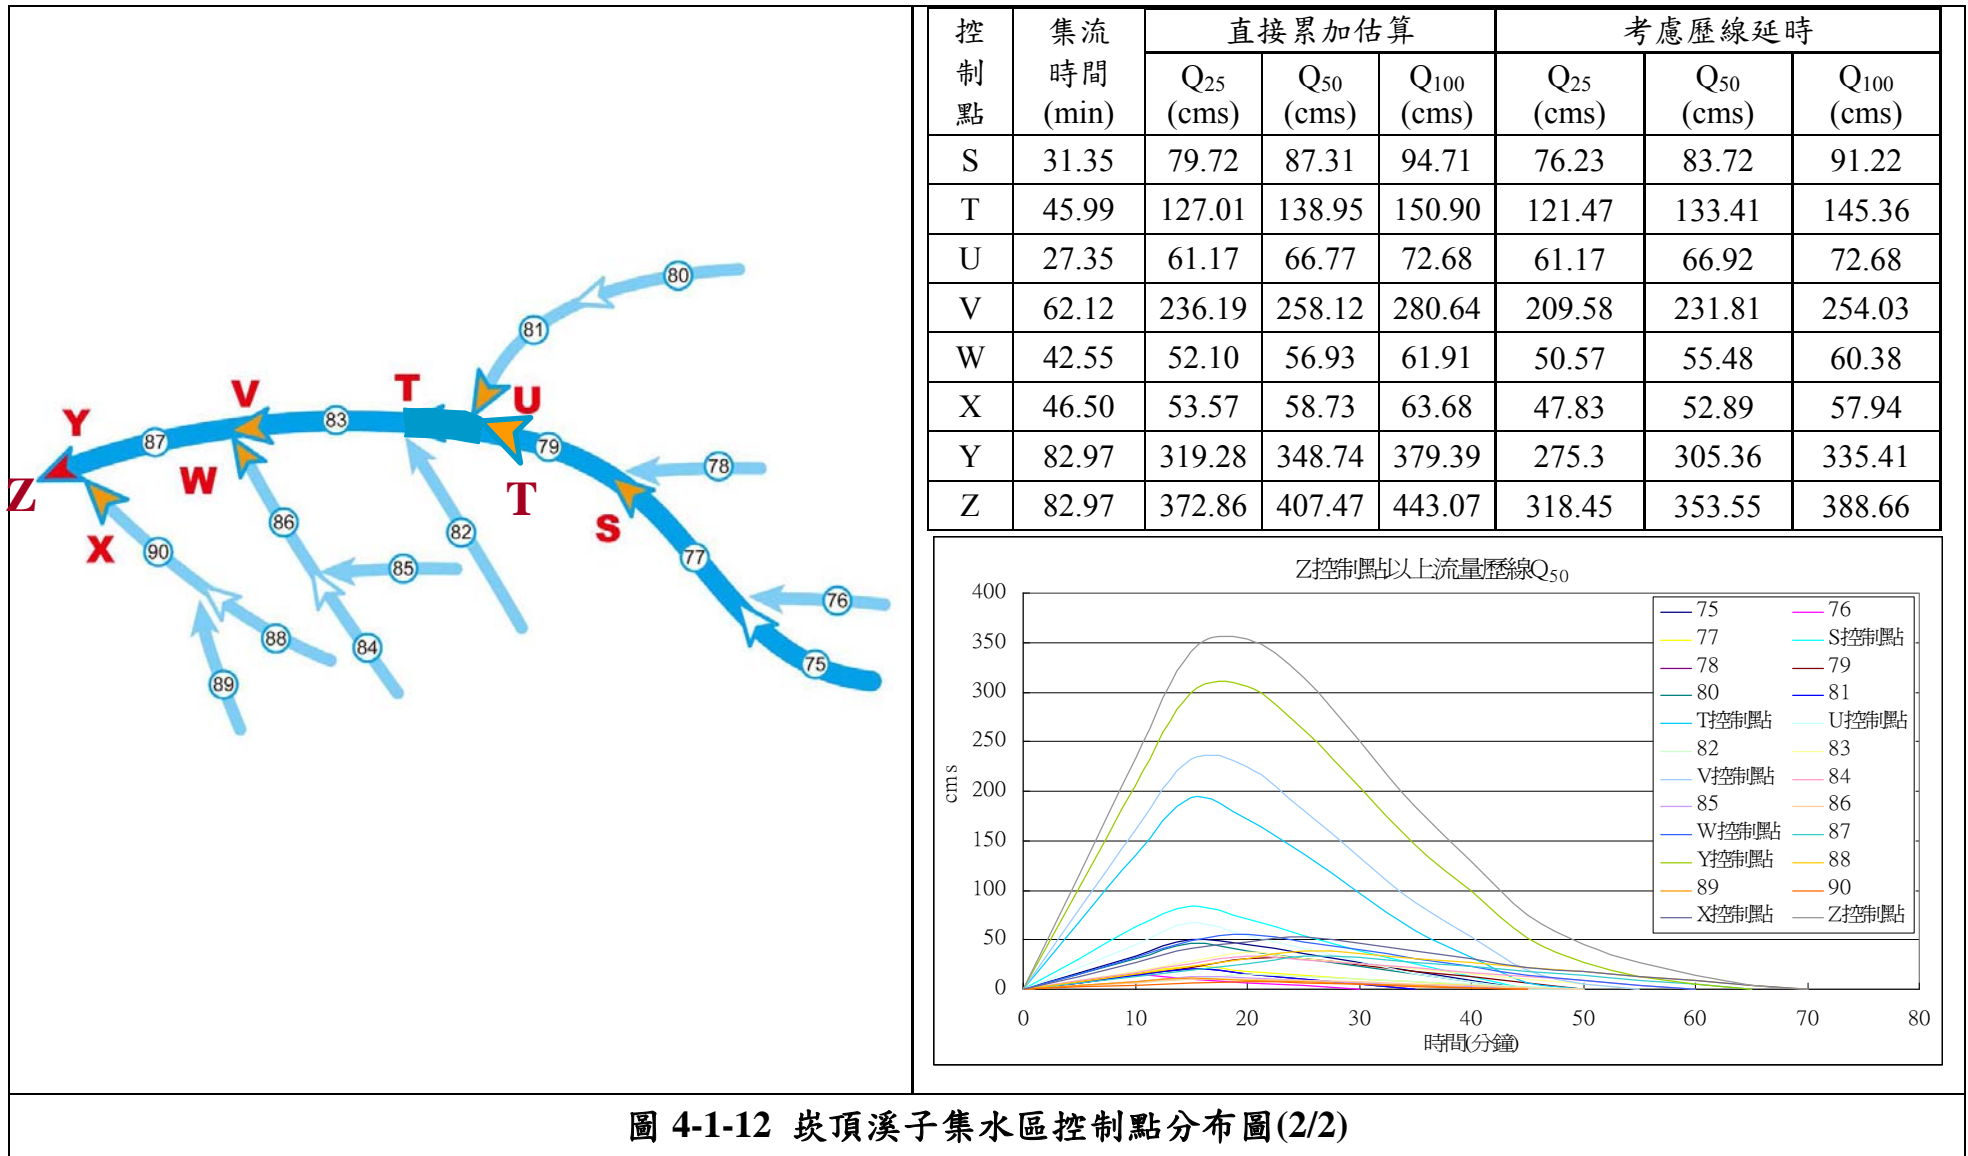 80
81
V
T
U
Y
83
79
87
78
Z
W
T
S
86
82
X
90
77
85
76
88
84
75
89
控制點 集流時間(min) 直接累加估算 考慮歷線延時
Q25 (cms) Q50 (cms) Q100 (cms) Q25 (cms) Q50 (cms) Q100 (cms)
S 31.35 79.72 87.31 94.71 76.23 83.72 91.22
T 45.99 127.01 138.95 150.90 121.47 133.41 145.36
U 27.35 61.17 66.77 72.68 61.17 66.92 72.68
V 62.12 236.19 258.12 280.64 209.58 231.81 254.03
W 42.55 52.10 56.93 61.91 50.57 55.48 60.38
X 46.50 53.57 58.73 63.68 47.83 52.89 57.94
Y 82.97 319.28 348.74 379.39 275.3 305.36 335.41
Z 82.97 372.86 407.47 443.07 318.45 353.55 388.66
Z控制點以上流量歷線Q50
400
350
300
250
200
150
100
50
0
cms
0 10 20 30 40 50 60 70 80
時間(分鐘)
75 76
77 S控制點
78 79
80 81
T控制點 U控制點
82 83
V控制點 84
85 86
W控制點 87
Y控制點 88
89 90
X控制點 Z控制點
圖 4-1-12 崁頂溪子集水區控制點分布圖(2/2)